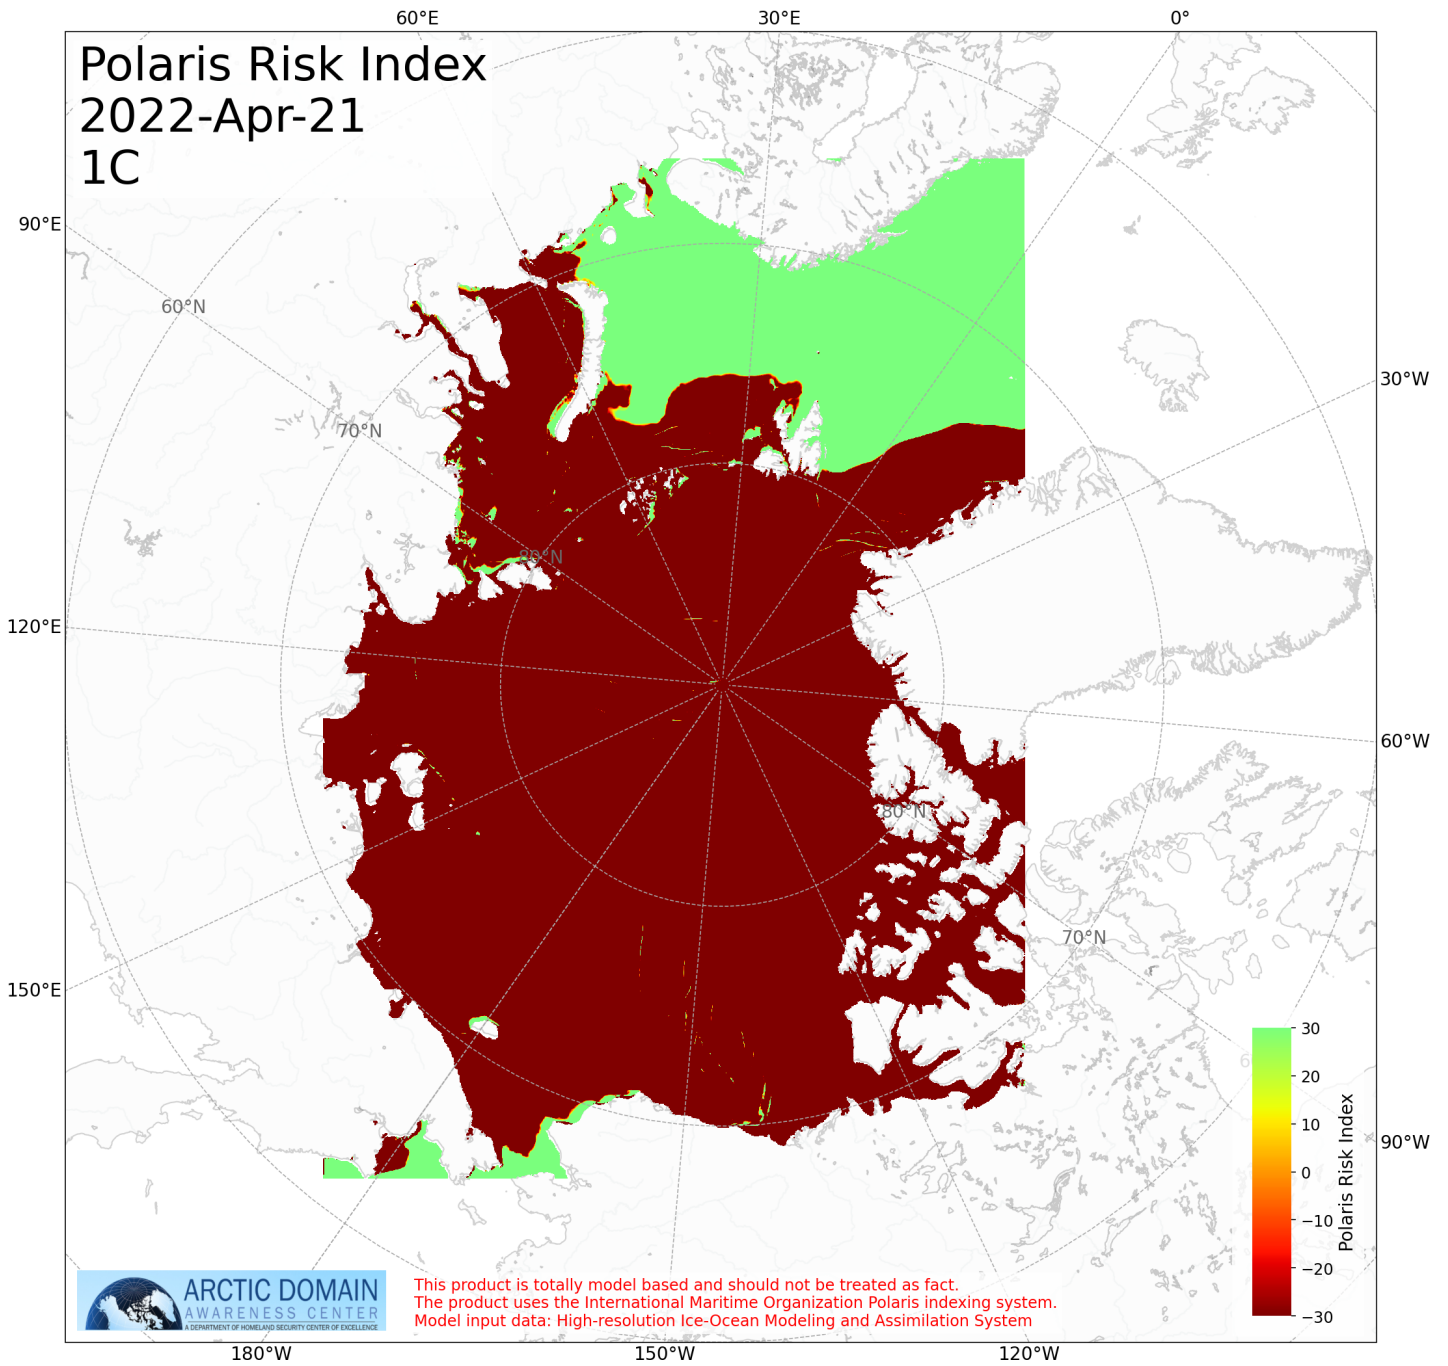 60°E 30°E 0°
Polaris Risk Index
2022-Apr-21
1C
90°E
60°N
30°W
70°N
80°N
120°E
60°W
80°N
70°N
150°E
30
20
10
0
−10
−20
−30
Polaris Risk Index
90°W
ARCTIC DOMAIN
AWARENESS CENTER
A DEPARTMENT OF HOMELAND SECURITY CENTER OF EXCELLENCE
This product is totally model based and should not be treated as fact.
The product uses the International Maritime Organization Polaris indexing system.
Model input data: High-resolution Ice-Ocean Modeling and Assimilation System
180°W 150°W 120°W